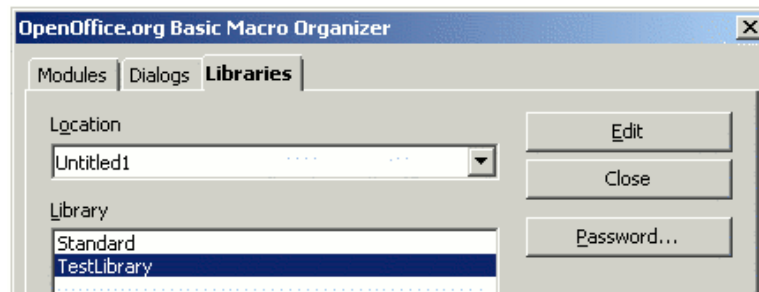 OpenOffice.org Basic Macro Organizer
Modules Dialogs Libraries
Location
Untitled1
Edit
Close
Library
Standard
TestLibrary
Password...